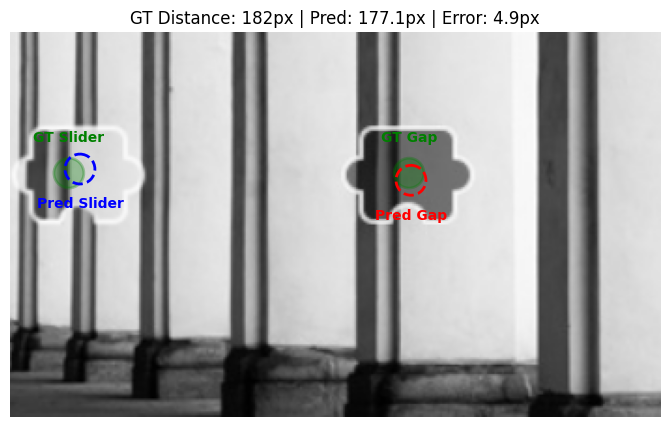 GT Distance: 182px | Pred: 177.1px | Error: 4.9px
GT Slider
GT Gap
Pred Slider
Pred Gap